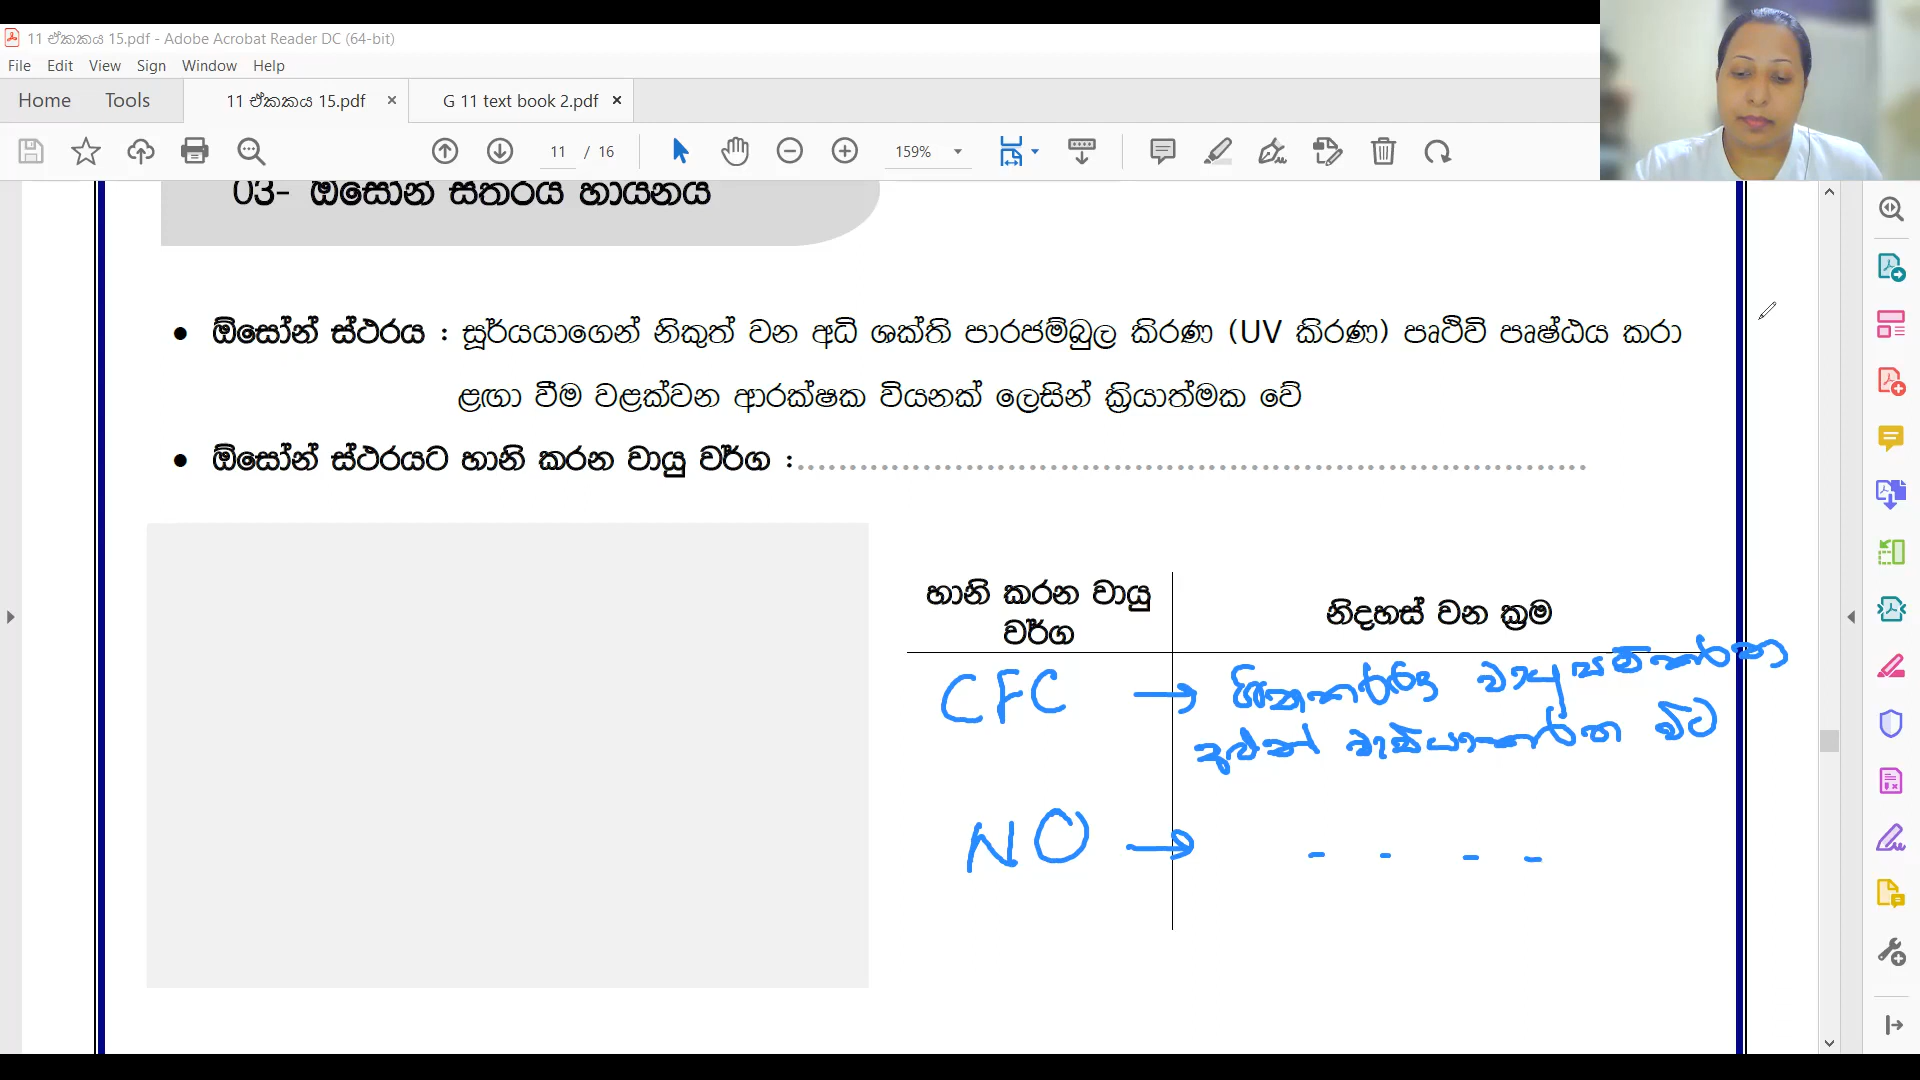 11 ඒකකය 15.pdf - Adobe Acrobat Reader DC (64-bit)
File Edit View Sign Window Help
Home Tools 11 ඒකකය 15.pdf × G 11 text book 2.pdf ×
11 / 16 159%
03- ඕසෝන් ස්තරය හායනය
• ඕසෝන් ස්ථරය : සූර්යයාගෙන් නිකුත් වන අධි ශක්ති පාරජම්බුල කිරණ (UV කිරණ) පෘථිවි පෘෂ්ඨය කරා
ළඟා වීම වළක්වන ආරක්ෂක වියනක් ලෙසින් ක්‍රියාත්මක වේ
• ඕසෝන් ස්ථරයට හානි කරන වායු වර්ග :...........................................................................
හානි කරන වායු වර්ග
නිදහස් වන ක්‍රම
CFC → ශීතකරණ වායුසමීකරණ
විට
NO → - - - -